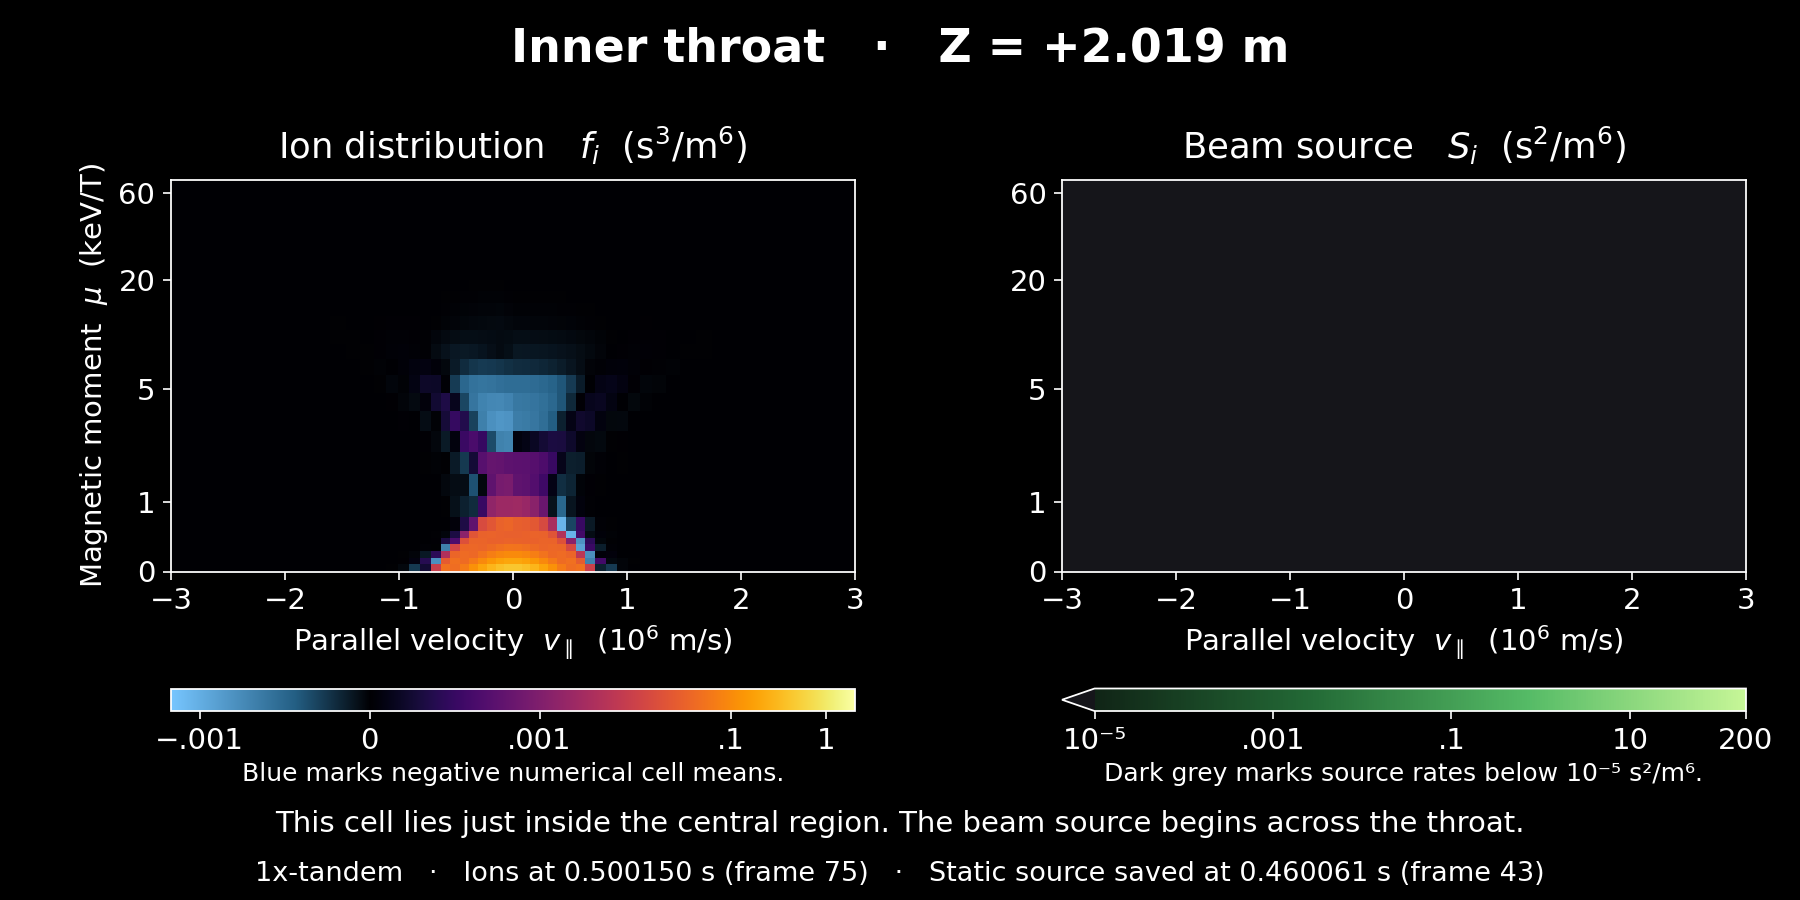 Inner throat · Z = +2.019 m
Ion distribution fᵢ (s³/m⁶)
Beam source Sᵢ (s²/m⁶)
Magnetic moment μ (keV/T)
60
20
5
1
0
−3 −2 −1 0 1 2 3
Parallel velocity v∥ (10⁶ m/s)
60
20
5
1
0
−3 −2 −1 0 1 2 3
Parallel velocity v∥ (10⁶ m/s)
−.001 0 .001 .1 1
Blue marks negative numerical cell means.
10⁻⁵ .001 .1 10 200
Dark grey marks source rates below 10⁻⁵ s²/m⁶.
This cell lies just inside the central region. The beam source begins across the throat.
1x-tandem · Ions at 0.500150 s (frame 75) · Static source saved at 0.460061 s (frame 43)